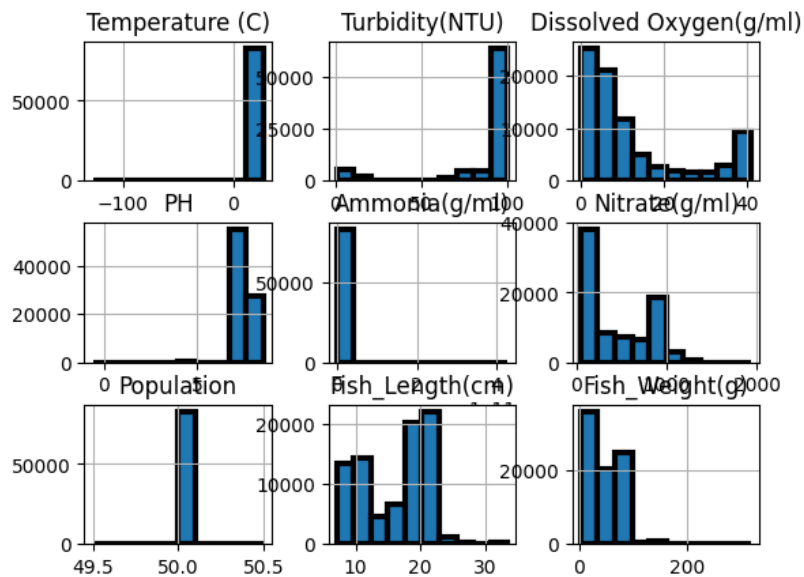 Temperature (C) Turbidity(NTU) Dissolved Oxygen(g/ml)
50000
0
−100 0
50000
25000
0
0 50 100
20000
10000
0
0 20 40
PH Ammonia(g/ml) Nitrate(g/ml)
40000
20000
0
0 5
50000
0
0 2 4
40000
20000
0
0 1000 2000
Population Fish_Length(cm) Fish_Weight(g)
50000
0
49.5 50.0 50.5
20000
10000
0
10 20 30
20000
0
0 200